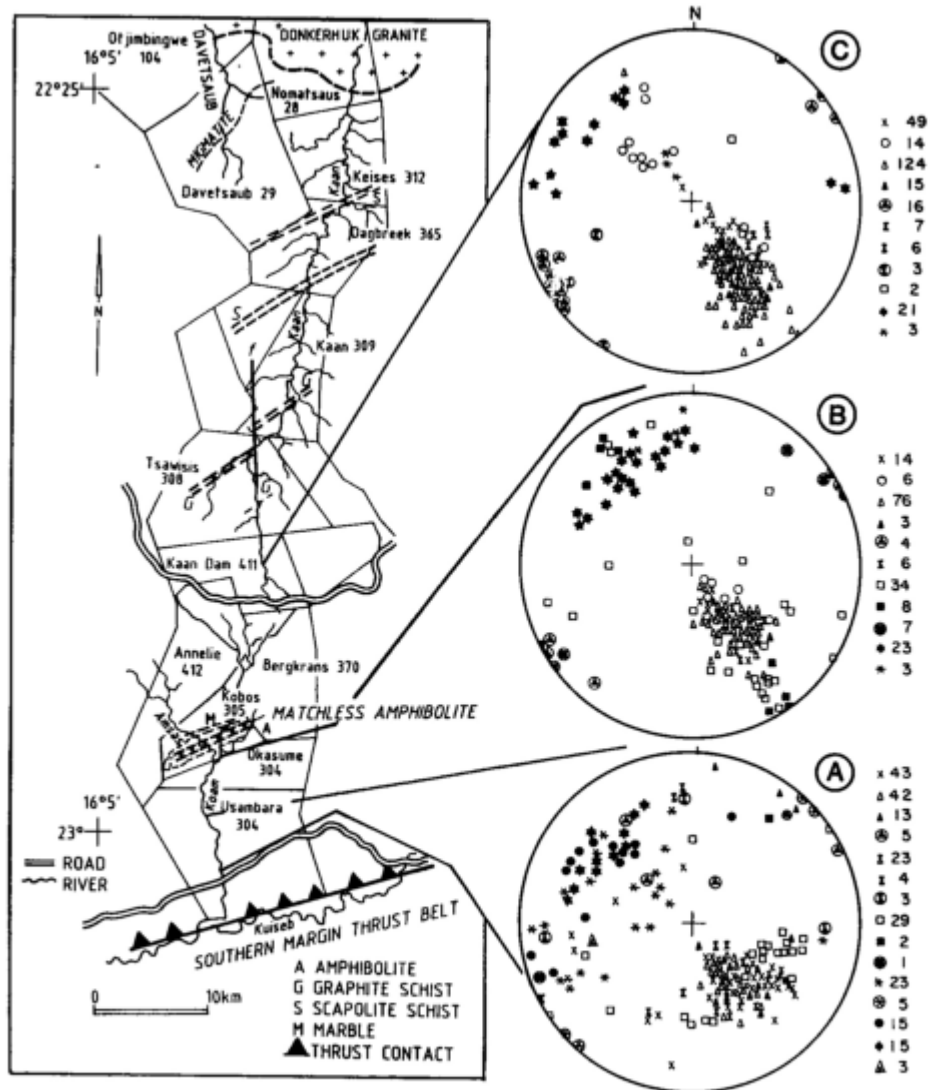 Otjimbingwe
104
DONKERHUK GRANITE
DAVETSAUB
16°5'
22°25'
Nomatsaus
28
MIGMATITE
Davetsaub 29
Kaan
Keises 312
S
Dagbreek 365
N
S
Kaan
Kaan 309
G
Tsawisis
308
G
G
Kaan Dam 411
Annelie
412
Bergkrans 370
Kobos
305
M
MATCHLESS AMPHIBOLITE
A
Okasume
304
Koam
Usambara
304
16°5'
23°
ROAD
RIVER
Kuiseb
SOUTHERN MARGIN THRUST BELT
0 10km
A AMPHIBOLITE
G GRAPHITE SCHIST
S SCAPOLITE SCHIST
M MARBLE
THRUST CONTACT
N
C
49
14
124
15
16
7
6
3
2
21
3
B
14
6
76
3
4
6
34
8
7
23
3
A
43
42
13
5
23
4
3
29
2
1
23
5
15
15
3